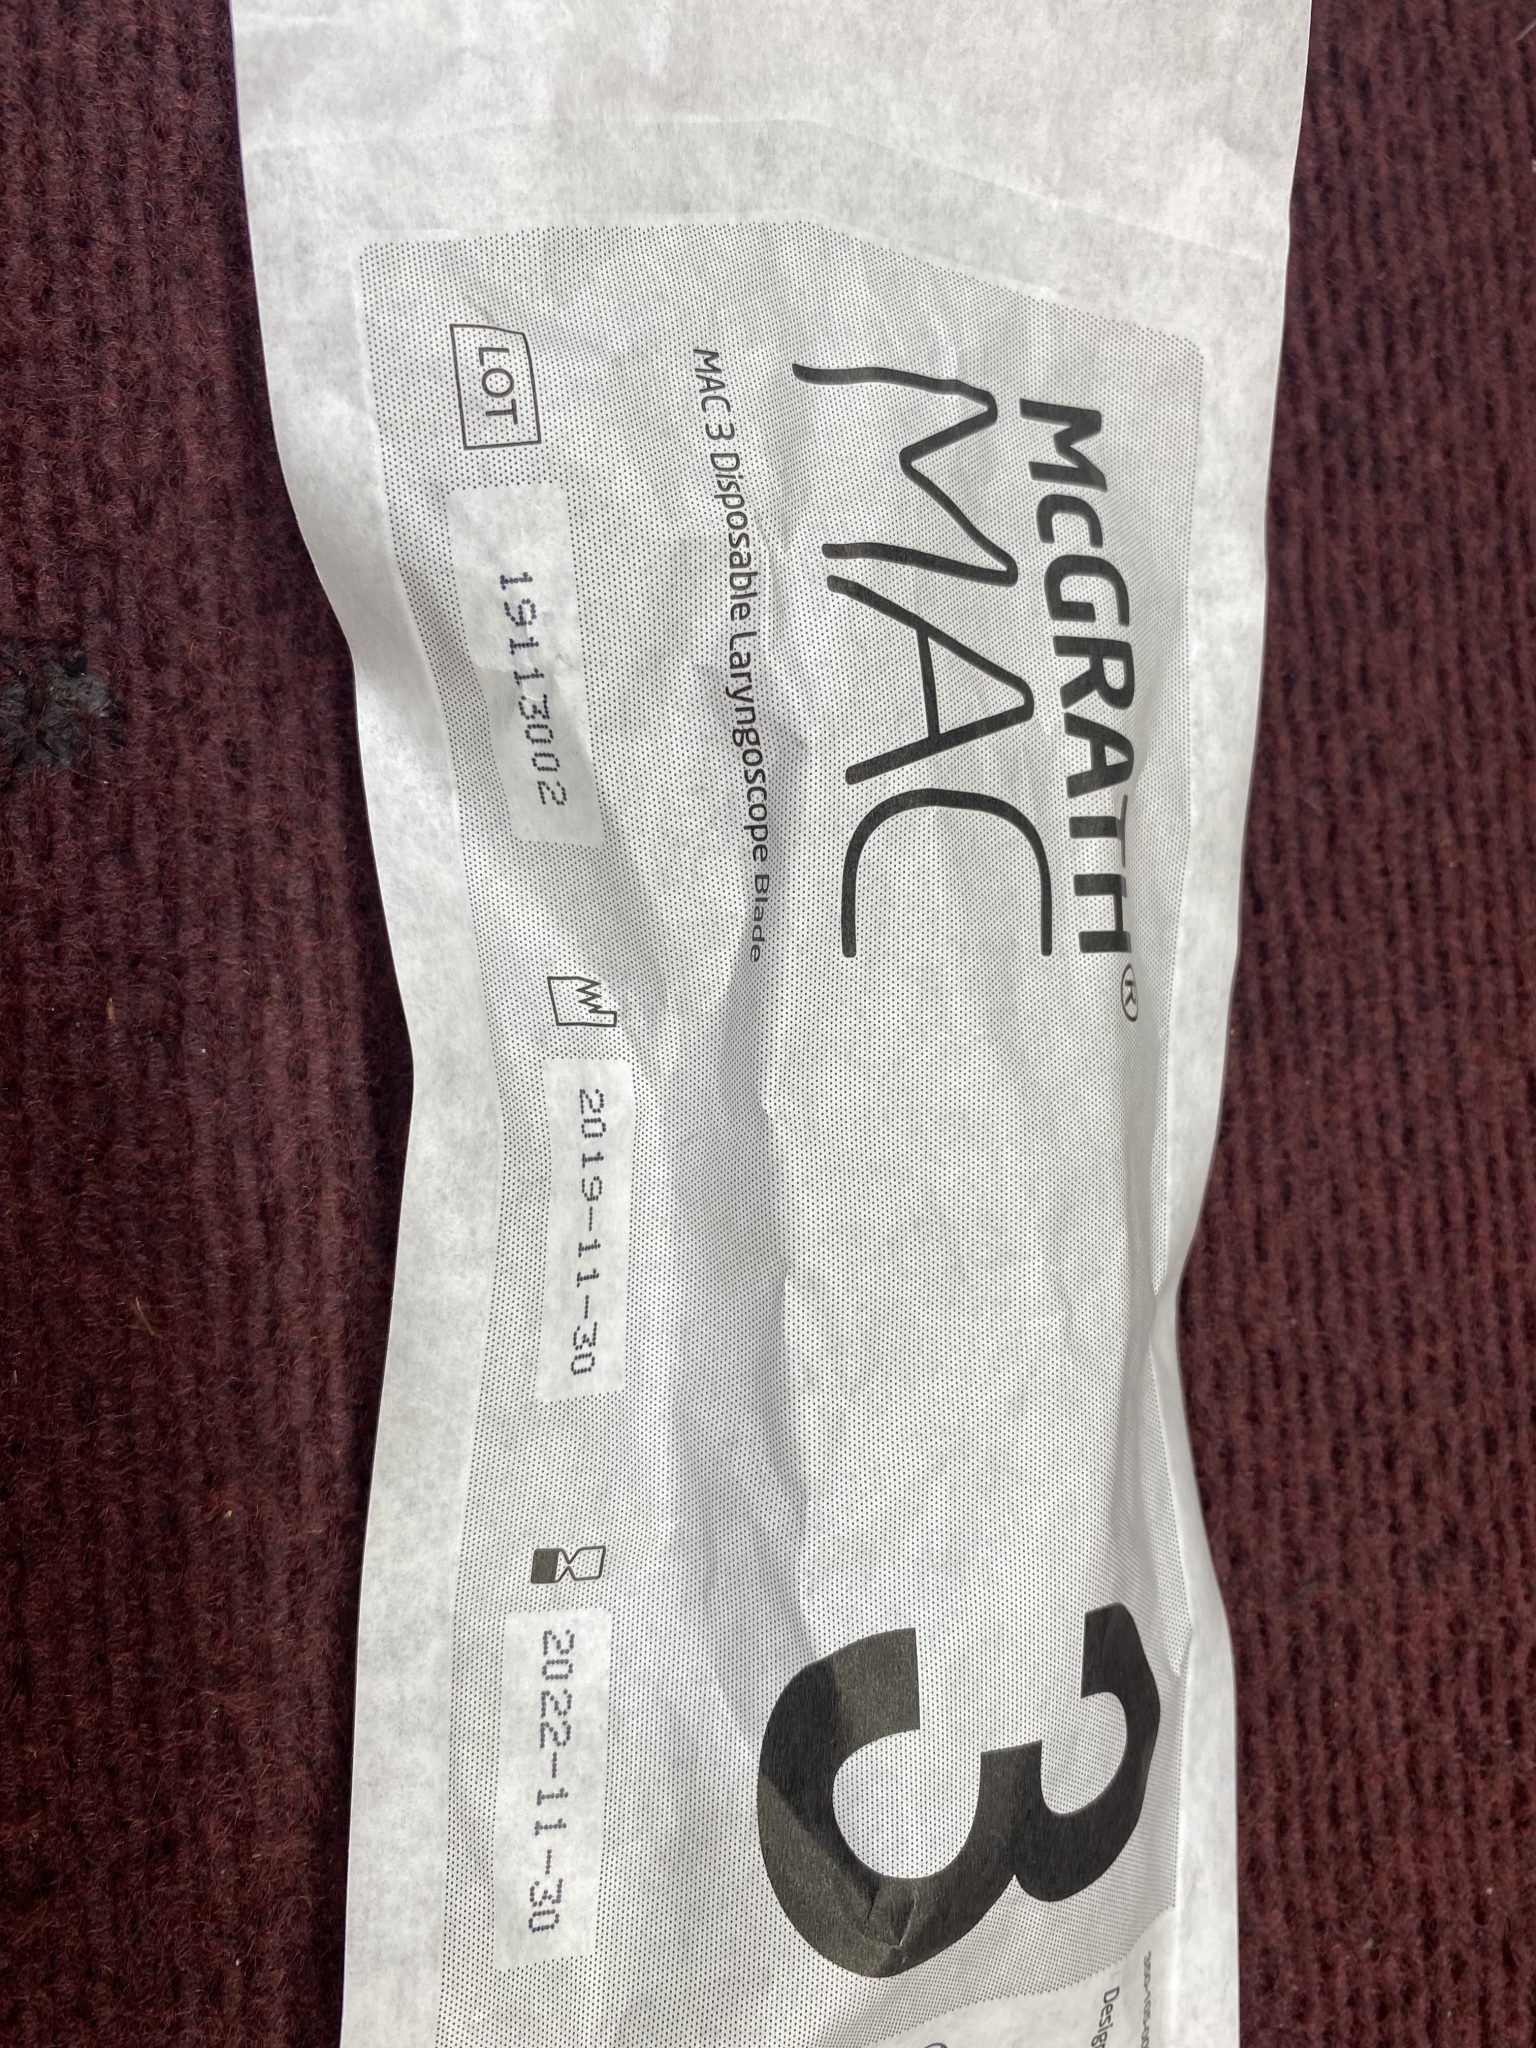 McGRATH®
MAC
3
MAC 3 Disposable Laryngoscope Blade
LOT 19113002 2019-11-30 2022-11-30